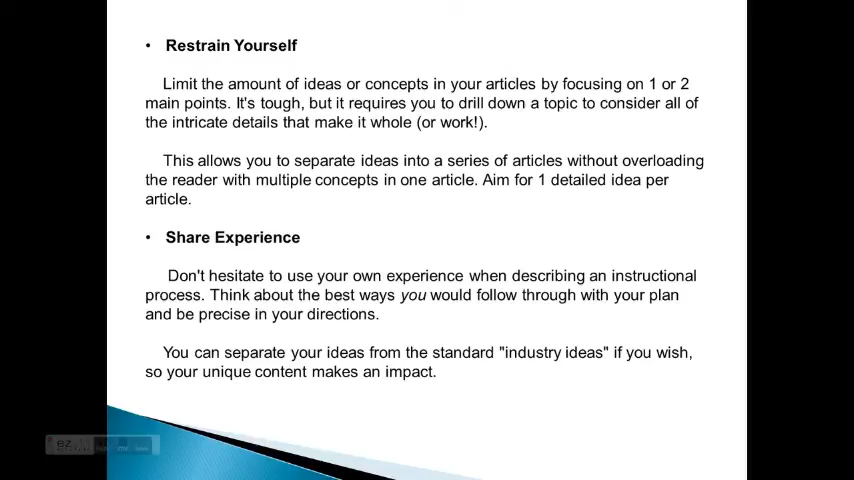 • Restrain Yourself
Limit the amount of ideas or concepts in your articles by focusing on 1 or 2
main points. It's tough, but it requires you to drill down a topic to consider all of
the intricate details that make it whole (or work!).
This allows you to separate ideas into a series of articles without overloading
the reader with multiple concepts in one article. Aim for 1 detailed idea per
article.
• Share Experience
Don't hesitate to use your own experience when describing an instructional
process. Think about the best ways you would follow through with your plan
and be precise in your directions.
You can separate your ideas from the standard "industry ideas" if you wish,
so your unique content makes an impact.
ez